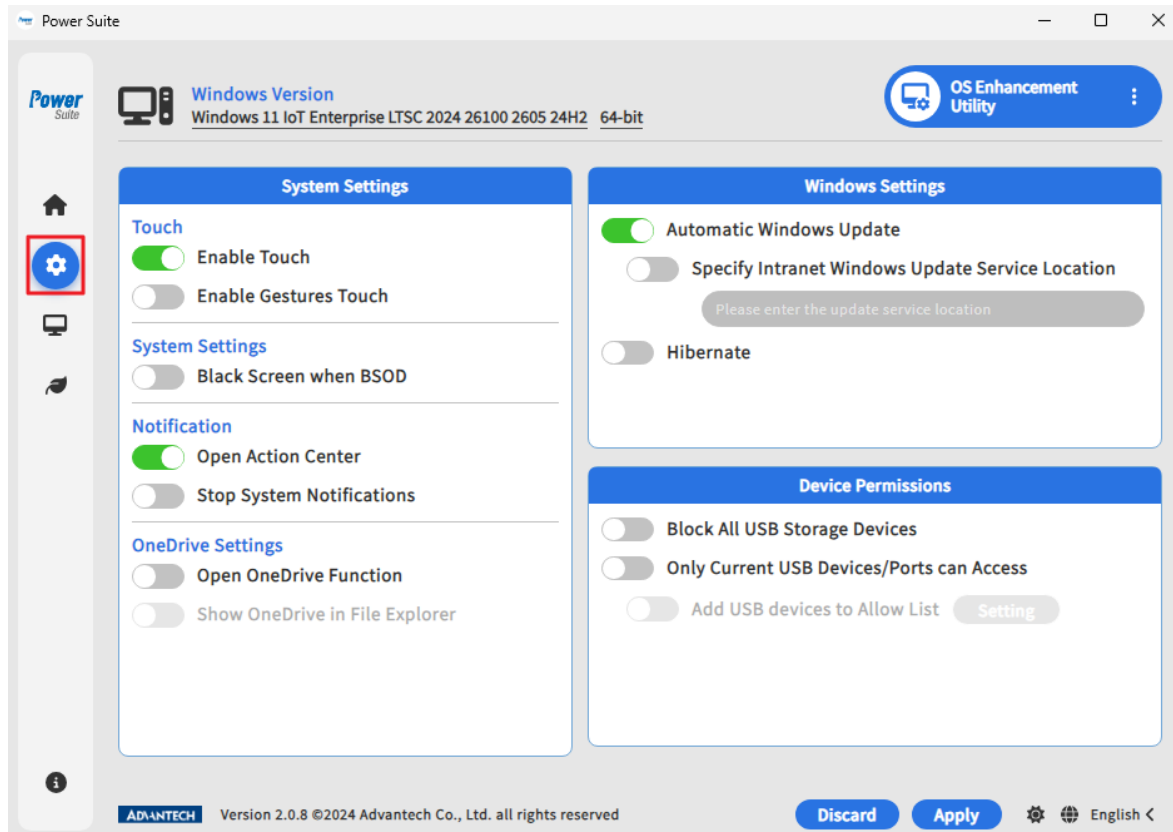 Power Suite
Power
Suite
Windows Version
Windows 11 IoT Enterprise LTSC 2024 26100 2605 24H2 64-bit
OS Enhancement
Utility
System Settings
Touch
Enable Touch
Enable Gestures Touch
System Settings
Black Screen when BSOD
Notification
Open Action Center
Stop System Notifications
OneDrive Settings
Open OneDrive Function
Show OneDrive in File Explorer
Windows Settings
Automatic Windows Update
Specify Intranet Windows Update Service Location
Please enter the update service location
Hibernate
Device Permissions
Block All USB Storage Devices
Only Current USB Devices/Ports can Access
Add USB devices to Allow List Setting
ADVANTECH Version 2.0.8 ©2024 Advantech Co., Ltd. all rights reserved
Discard Apply English